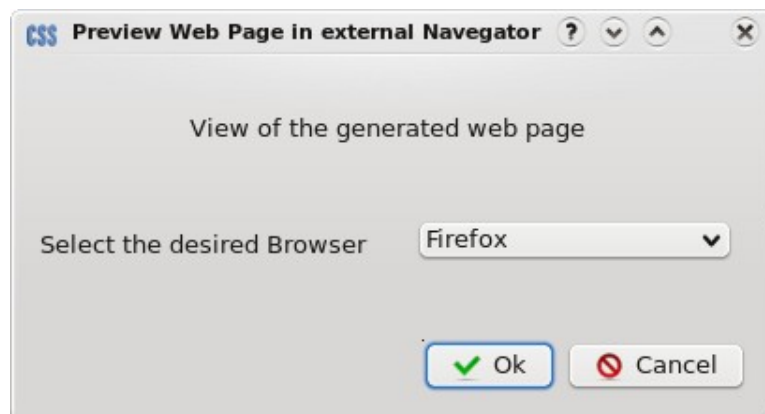 CSS Preview Web Page in external Navegator ?
View of the generated web page
Select the desired Browser Firefox
Ok Cancel